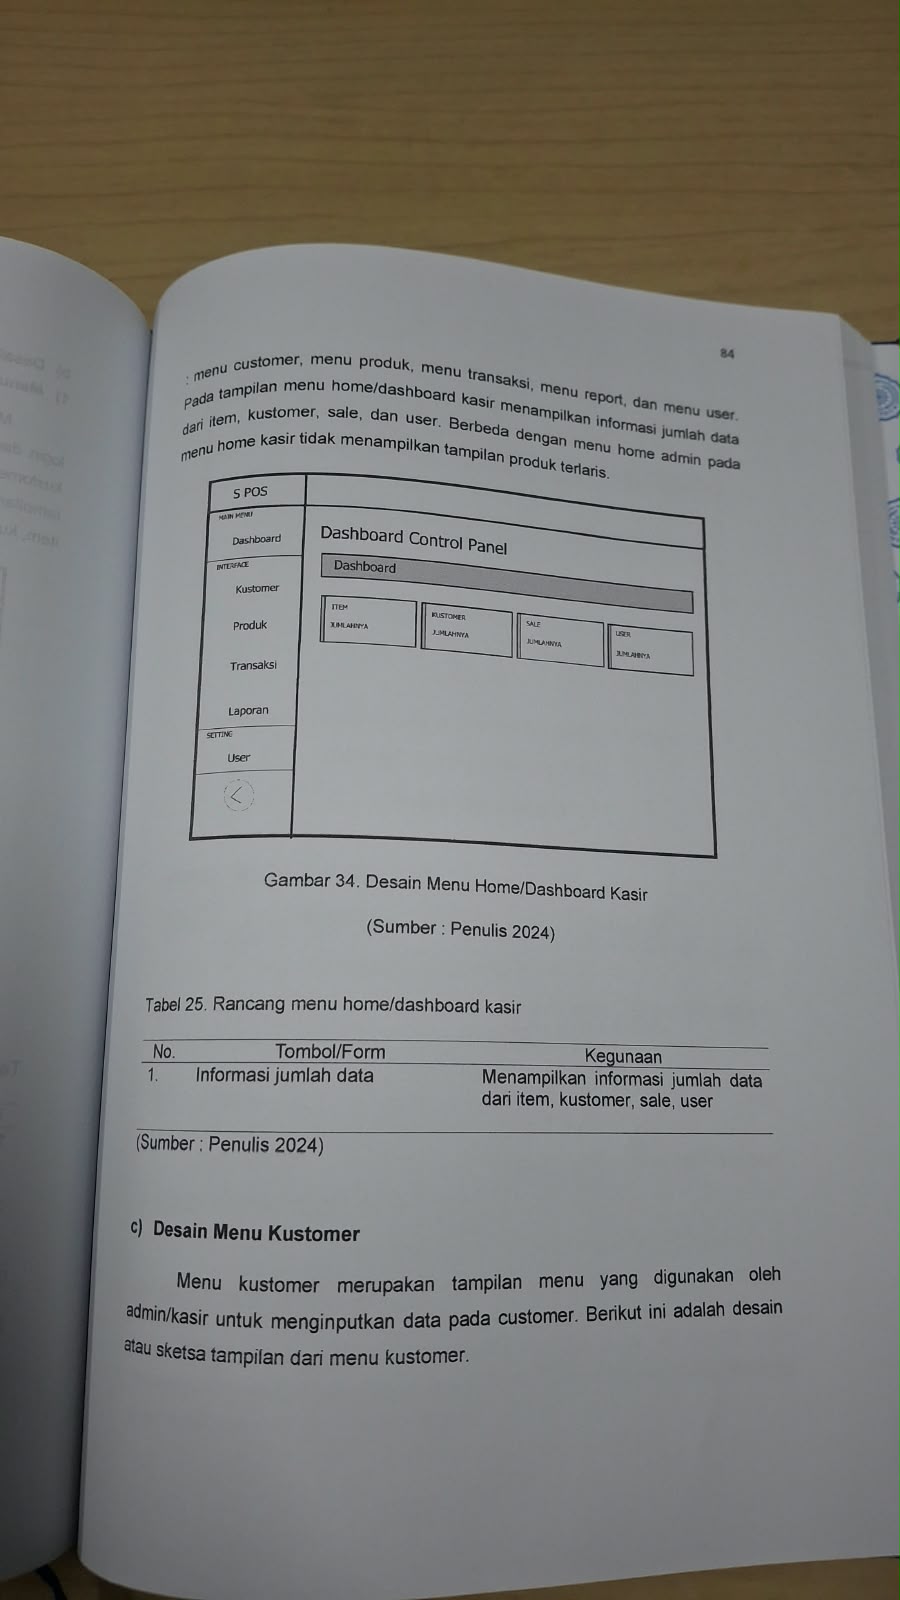 84
: menu customer, menu produk, menu transaksi, menu report, dan menu user.
Pada tampilan menu home/dashboard kasir menampilkan informasi jumlah data
dari item, kustomer, sale, dan user. Berbeda dengan menu home admin pada
menu home kasir tidak menampilkan tampilan produk terlaris.
S POS
MAIN MENU
Dashboard
INTERFACE
Kustomer
Produk
Transaksi
Laporan
SETTING
User
Dashboard Control Panel
Dashboard
ITEM
JUMLAHNYA
KUSTOMER
JUMLAHNYA
SALE
JUMLAHNYA
USER
JUMLAHNYA
Gambar 34. Desain Menu Home/Dashboard Kasir
(Sumber : Penulis 2024)
Tabel 25. Rancang menu home/dashboard kasir
No. Tombol/Form Kegunaan
1. Informasi jumlah data Menampilkan informasi jumlah data
dari item, kustomer, sale, user
(Sumber : Penulis 2024)
c) Desain Menu Kustomer
Menu kustomer merupakan tampilan menu yang digunakan oleh
admin/kasir untuk menginputkan data pada customer. Berikut ini adalah desain
atau sketsa tampilan dari menu kustomer.